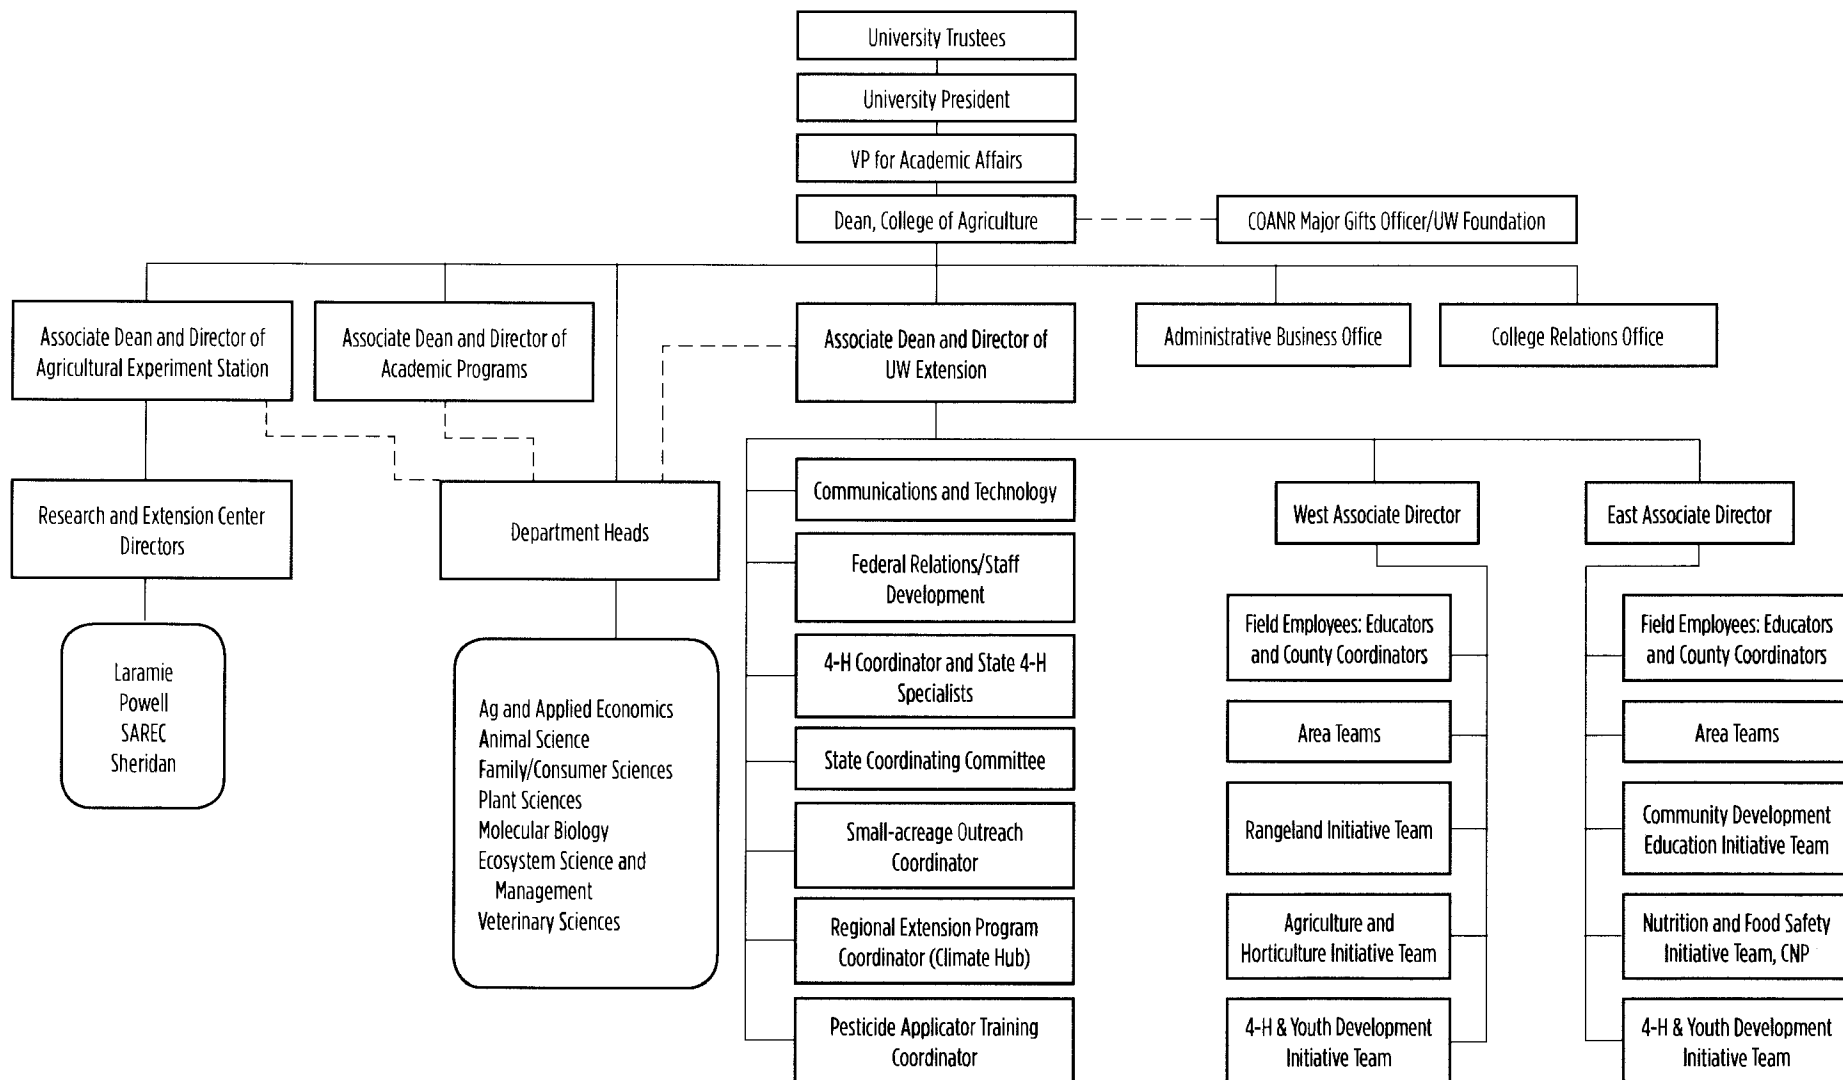 University Trustees
University President
VP for Academic Affairs
Dean, College of Agriculture
COANR Major Gifts Officer/UW Foundation
Associate Dean and Director of
Agricultural Experiment Station
Associate Dean and Director of
Academic Programs
Associate Dean and Director of
UW Extension
Administrative Business Office
College Relations Office
Research and Extension Center
Directors
Department Heads
Laramie
Powell
SAREC
Sheridan
Ag and Applied Economics
Animal Science
Family/Consumer Sciences
Plant Sciences
Molecular Biology
Ecosystem Science and
Management
Veterinary Sciences
Communications and Technology
Federal Relations/Staff
Development
4-H Coordinator and State 4-H
Specialists
State Coordinating Committee
Small-acreage Outreach
Coordinator
Regional Extension Program
Coordinator (Climate Hub)
Pesticide Applicator Training
Coordinator
West Associate Director
Field Employees: Educators
and County Coordinators
Area Teams
Rangeland Initiative Team
Agriculture and
Horticulture Initiative Team
4-H & Youth Development
Initiative Team
East Associate Director
Field Employees: Educators
and County Coordinators
Area Teams
Community Development
Education Initiative Team
Nutrition and Food Safety
Initiative Team, CNP
4-H & Youth Development
Initiative Team